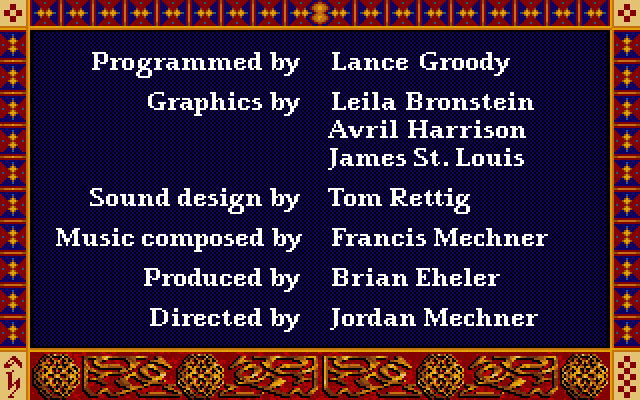 Programmed by Lance Groody
Graphics by Leila Bronstein
Avril Harrison
James St. Louis
Sound design by Tom Rettig
Music composed by Francis Mechner
Produced by Brian Eheler
Directed by Jordan Mechner